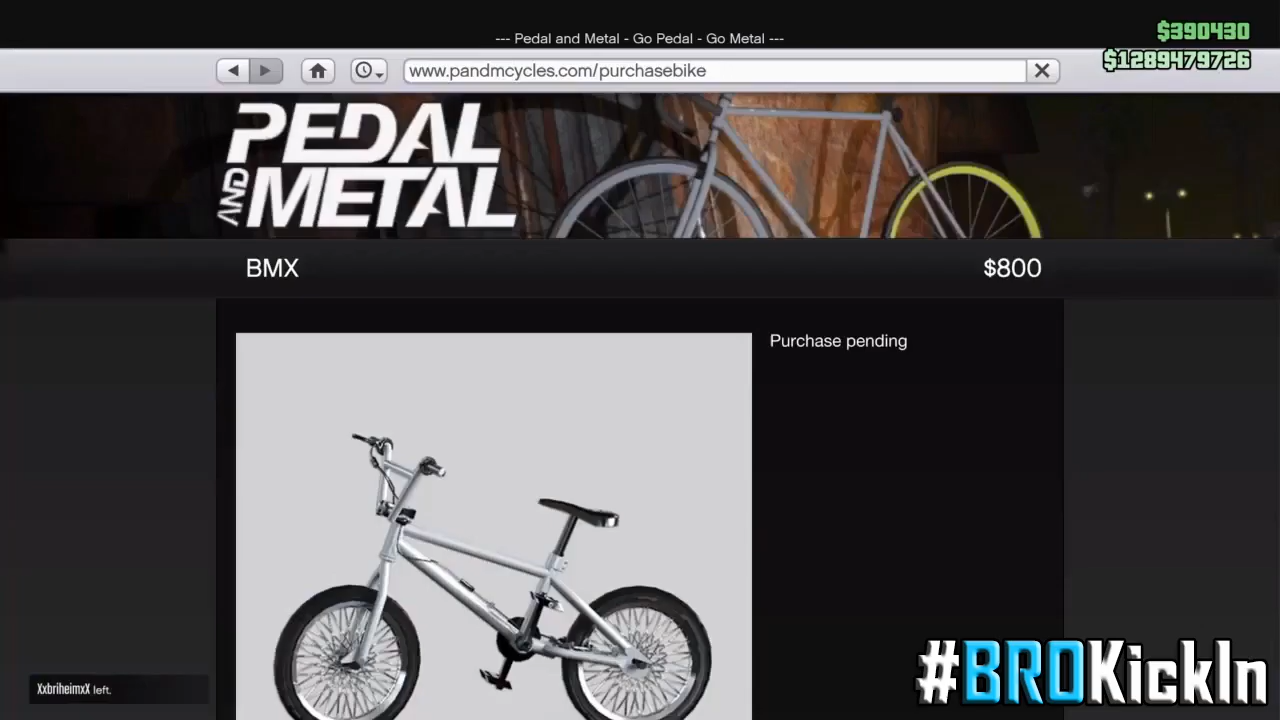 --- Pedal and Metal - Go Pedal - Go Metal ---
$390430
www.pandmcycles.com/purchasebike
$1289479726
PEDAL
AND METAL
BMX
$800
Purchase pending
#BROKickIn
XxbriheimxX left.